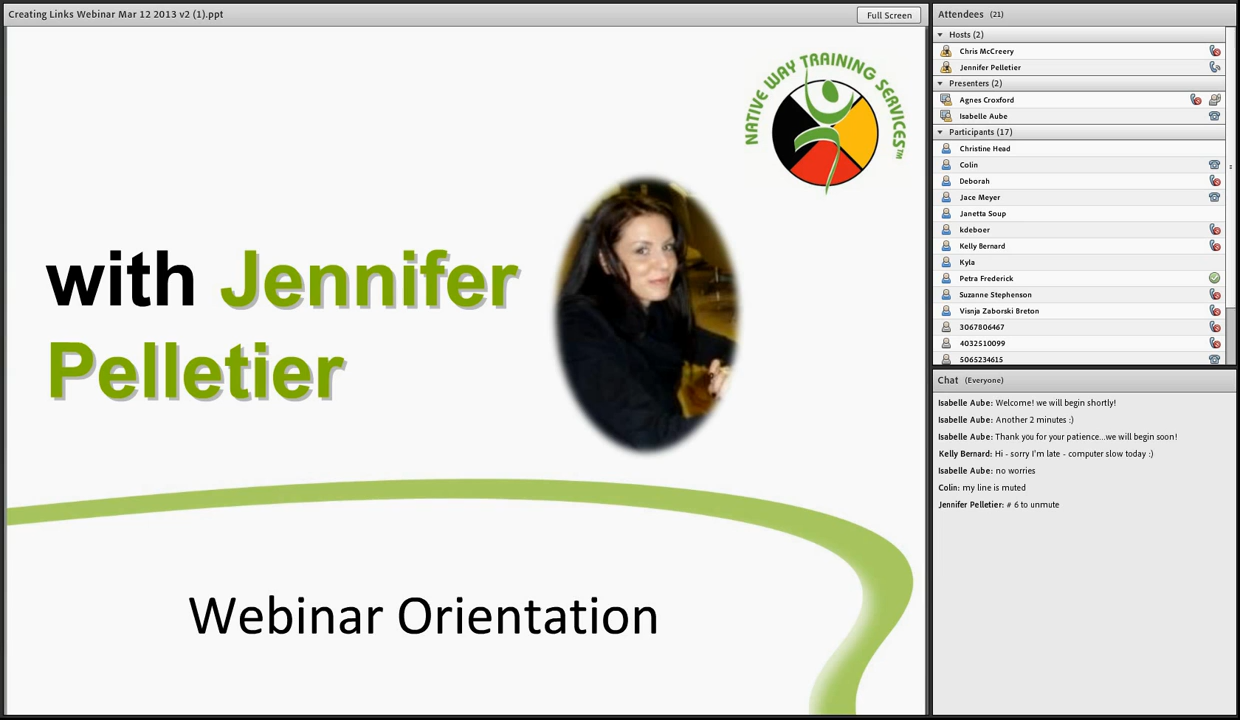 Creating Links Webinar Mar 12 2013 v2 (1).ppt
Full Screen
NATIVE WAY TRAINING SERVICES™
with Jennifer
Pelletier
Webinar Orientation
Attendees (21)
Hosts (2)
Chris McCreery
Jennifer Pelletier
Presenters (2)
Agnes Croxford
Isabelle Aube
Participants (17)
Christine Head
Colin
Deborah
Jace Meyer
Janetta Soup
kdeboer
Kelly Bernard
Kyla
Petra Frederick
Suzanne Stephenson
Visnja Zaborski Breton
3067806467
4032510099
5065234615
Chat (Everyone)
Isabelle Aube: Welcome! we will begin shortly!
Isabelle Aube: Another 2 minutes :)
Isabelle Aube: Thank you for your patience...we will begin soon!
Kelly Bernard: Hi - sorry I'm late - computer slow today :)
Isabelle Aube: no worries
Colin: my line is muted
Jennifer Pelletier: # 6 to unmute